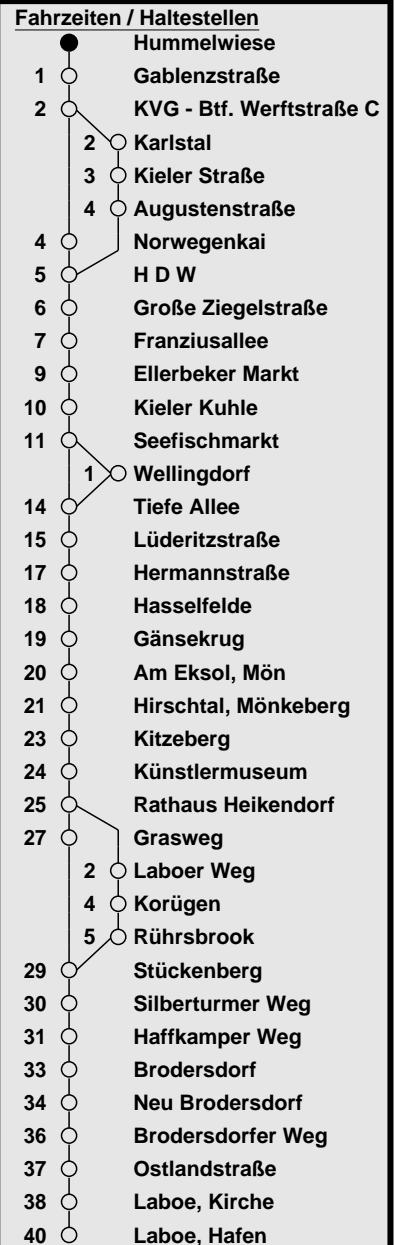 Fahrzeiten / Haltestellen
Hummelwiese
1 Gablenzstraße
2 KVG - Btf. Werftstraße C
2 Karlstal
3 Kieler Straße
4 Augustenstraße
4 Norwegenkai
5 H D W
6 Große Ziegelstraße
7 Franziusallee
9 Ellerbeker Markt
10 Kieler Kuhle
11 Seefischmarkt
1 Wellingdorf
14 Tiefe Allee
15 Lüderitzstraße
17 Hermannstraße
18 Hasselfelde
19 Gänsekrug
20 Am Eksol, Mön
21 Hirschtal, Mönkeberg
23 Kitzeberg
24 Künstlermuseum
25 Rathaus Heikendorf
27 Grasweg
2 Laboer Weg
4 Korügen
5 Rührsbrook
29 Stückenberg
30 Silberturmer Weg
31 Haffkamper Weg
33 Brodersdorf
34 Neu Brodersdorf
36 Brodersdorfer Weg
37 Ostlandstraße
38 Laboe, Kirche
40 Laboe, Hafen